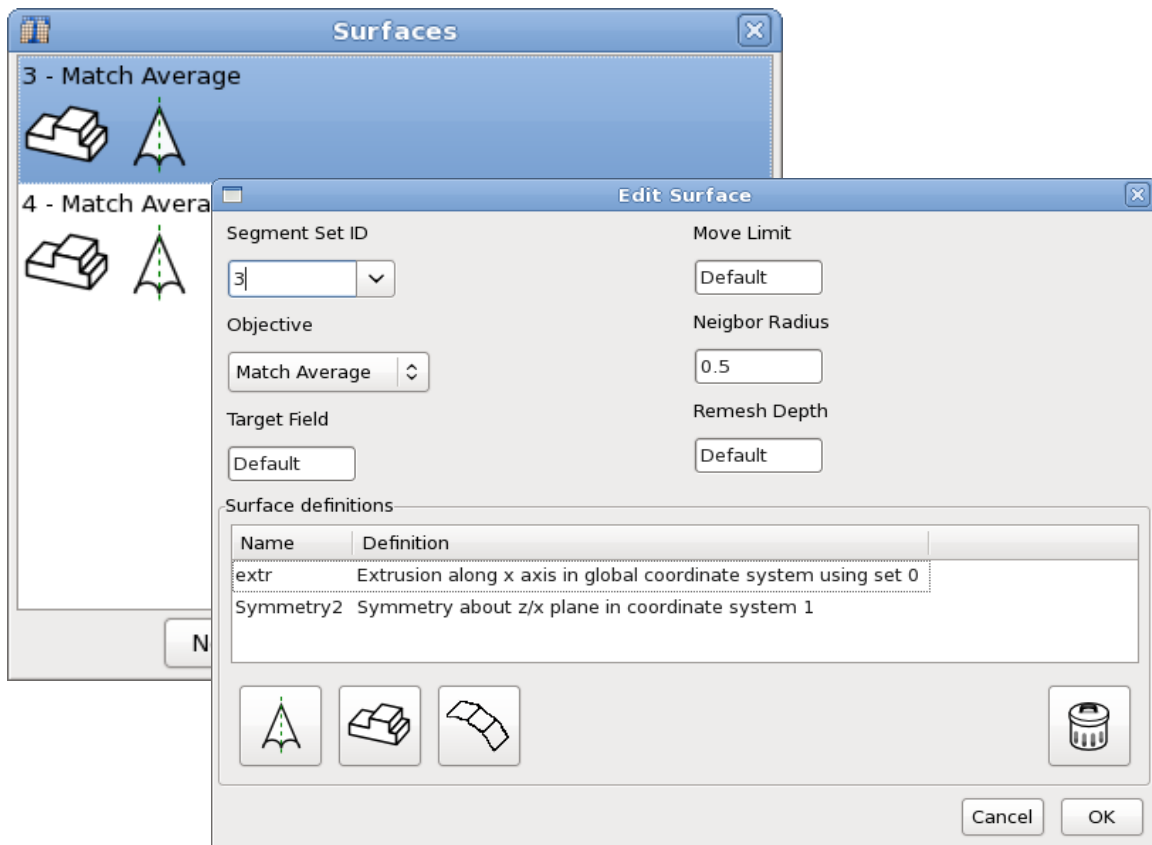 Surfaces
3 - Match Average
4 - Match Avera
Edit Surface
Segment Set ID
3
Objective
Match Average
Target Field
Default
Move Limit
Default
Neigbor Radius
0.5
Remesh Depth
Default
Surface definitions
Name Definition
extr Extrusion along x axis in global coordinate system using set 0
Symmetry2 Symmetry about z/x plane in coordinate system 1
Cancel OK